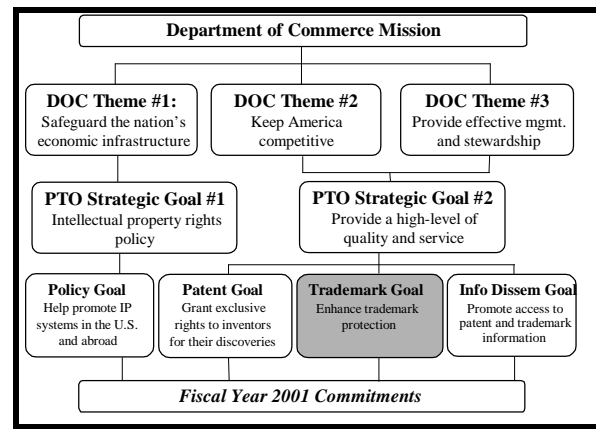 Department of Commerce Mission
DOC Theme #1:
Safeguard the nation's
economic infrastructure
DOC Theme #2
Keep America
competitive
DOC Theme #3
Provide effective mgmt.
and stewardship
PTO Strategic Goal #1
Intellectual property rights
policy
PTO Strategic Goal #2
Provide a high-level of
quality and service
Policy Goal
Help promote IP
systems in the U.S.
and abroad
Patent Goal
Grant exclusive
rights to inventors
for their discoveries
Trademark Goal
Enhance trademark
protection
Info Dissem Goal
Promote access to
patent and trademark
information
Fiscal Year 2001 Commitments